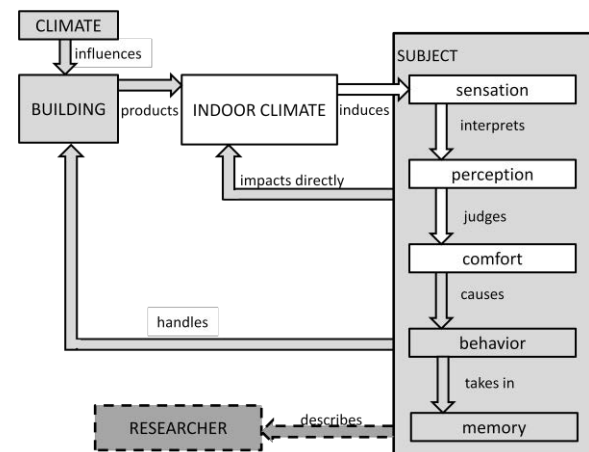 CLIMATE
influences
SUBJECT
BUILDING
products
INDOOR CLIMATE
induces
sensation
interprets
impacts directly
perception
judges
comfort
causes
handles
behavior
takes in
RESEARCHER
describes
memory